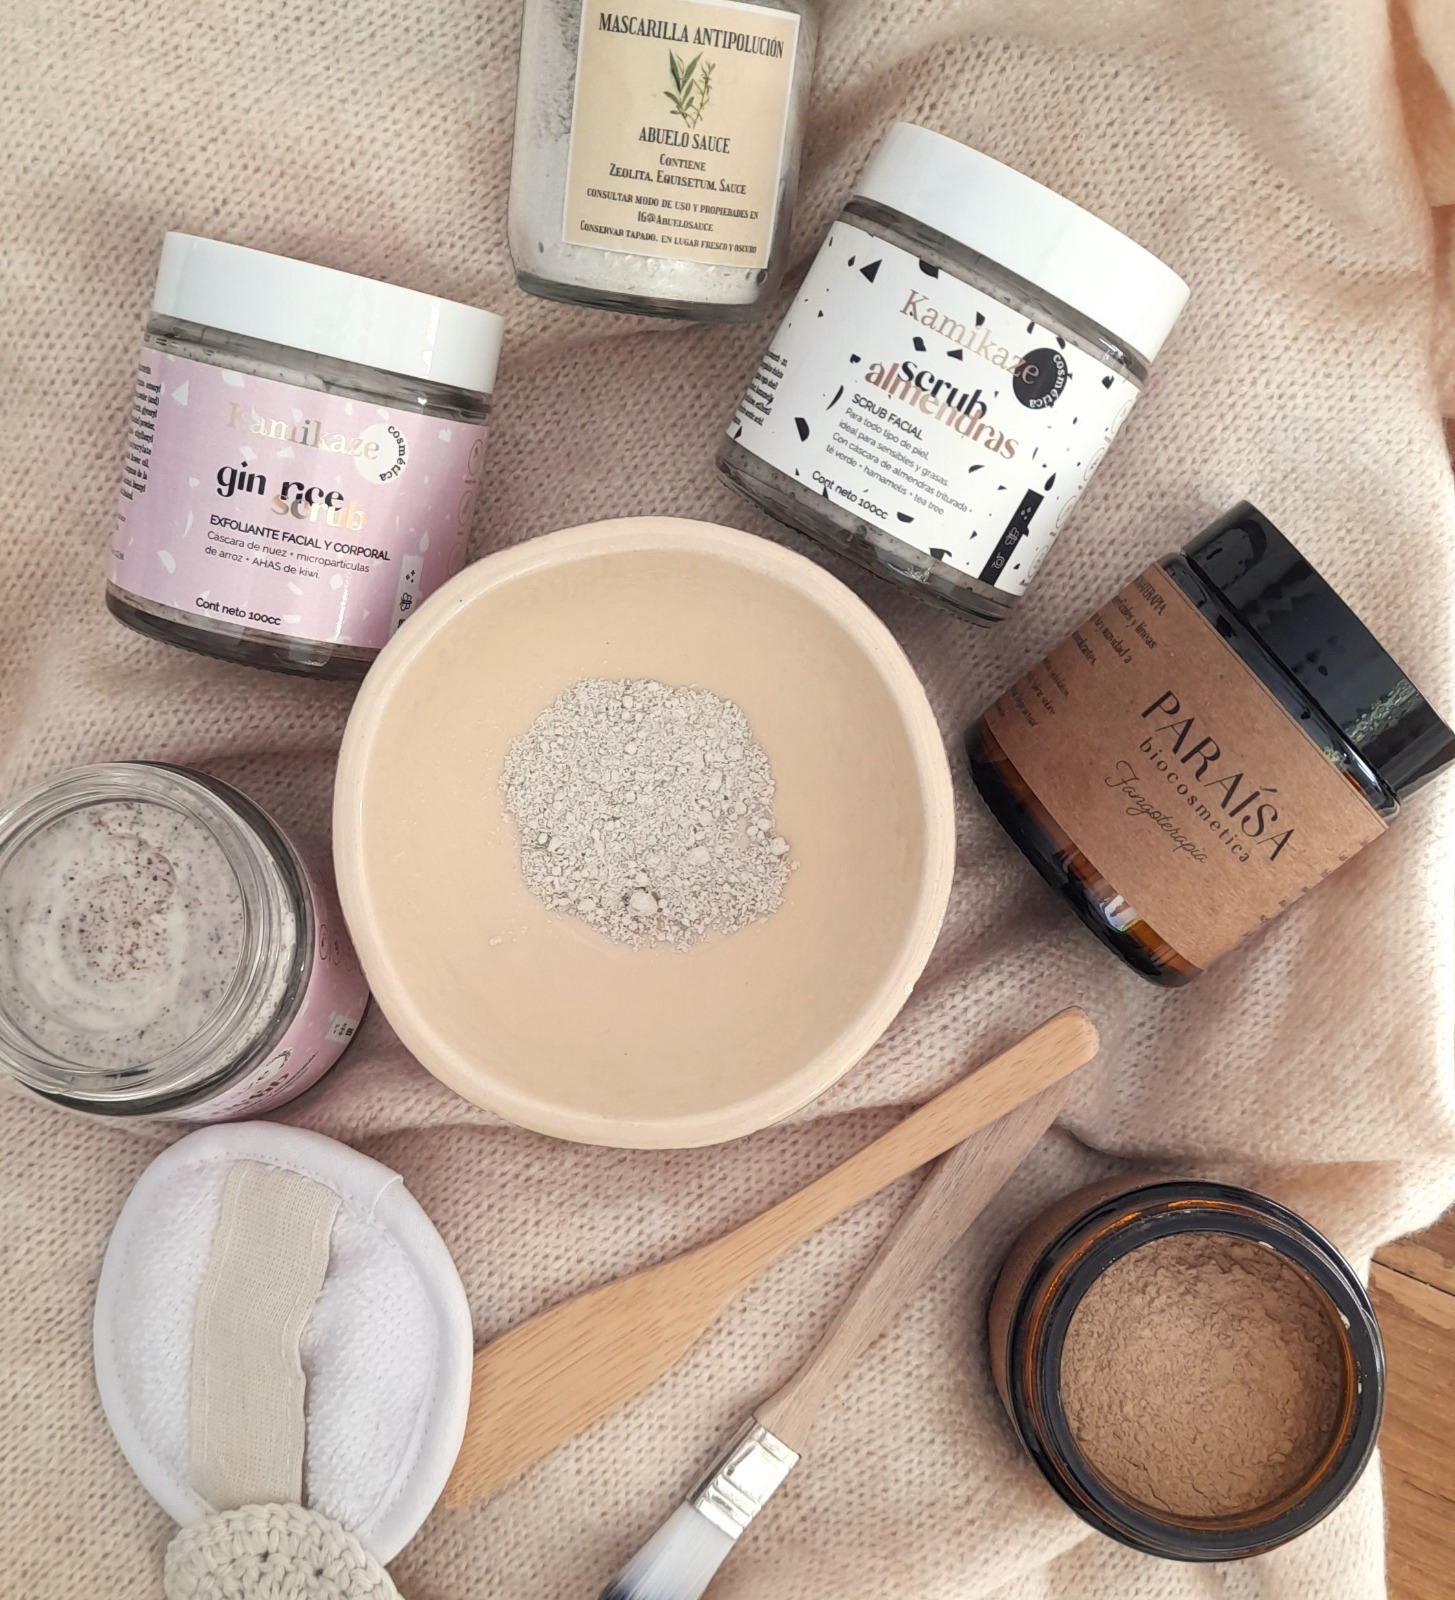 MASCARILLA ANTIPOLUCIÓN
ABUELO SAUCE
CONTIENE
ZEOLITA, EQUISETUM, SAUCE
CONSULTAR MODO DE USO Y PROPIEDADES EN
IG@ABUELOSAUCE
CONSERVAR TAPADO, EN LUGAR FRESCO Y OSCURO
Kamikaze
cosmética
gin rice
scrub
EXFOLIANTE FACIAL Y CORPORAL
Cáscara de nuez • micropartículas
de arroz • AHAS de kiwi.
Cont neto 100cc
Kamikaze
cosmética
scrub
almendras
SCRUB FACIAL
Para todo tipo de piel,
ideal para sensibles y grasas.
Con cáscara de almendras triturada •
té verde • hamamelis • tea tree
Cont neto 100cc
PARAÍSA
biocosmética
Fangoterapia